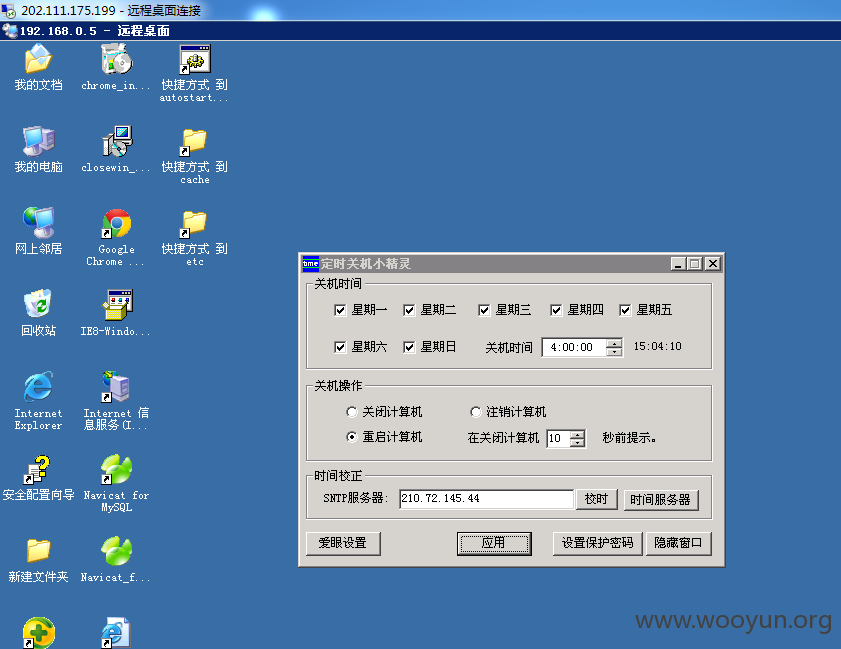 202.111.175.199 - 远程桌面连接
192.168.0.5 - 远程桌面
我的文档
chrome_in...
快捷方式 到
autostart...
我的电脑
closewin_...
快捷方式 到
cache
网上邻居
Google
Chrome ...
快捷方式 到
etc
回收站
IE8-Windo...
Internet
Explorer
Internet 信
息服务(I...
安全配置向导
Navicat for
MySQL
新建文件夹
Navicat_f...
time
定时关机小精灵
关机时间
星期一
星期二
星期三
星期四
星期五
星期六
星期日
关机时间
4:00:00
15:04:10
关机操作
关闭计算机
注销计算机
重启计算机
在关闭计算机
10
秒前提示。
时间校正
SNTP服务器:
210.72.145.44
校时
时间服务器
爱眼设置
应用
设置保护密码
隐藏窗口
www.wooyun.org